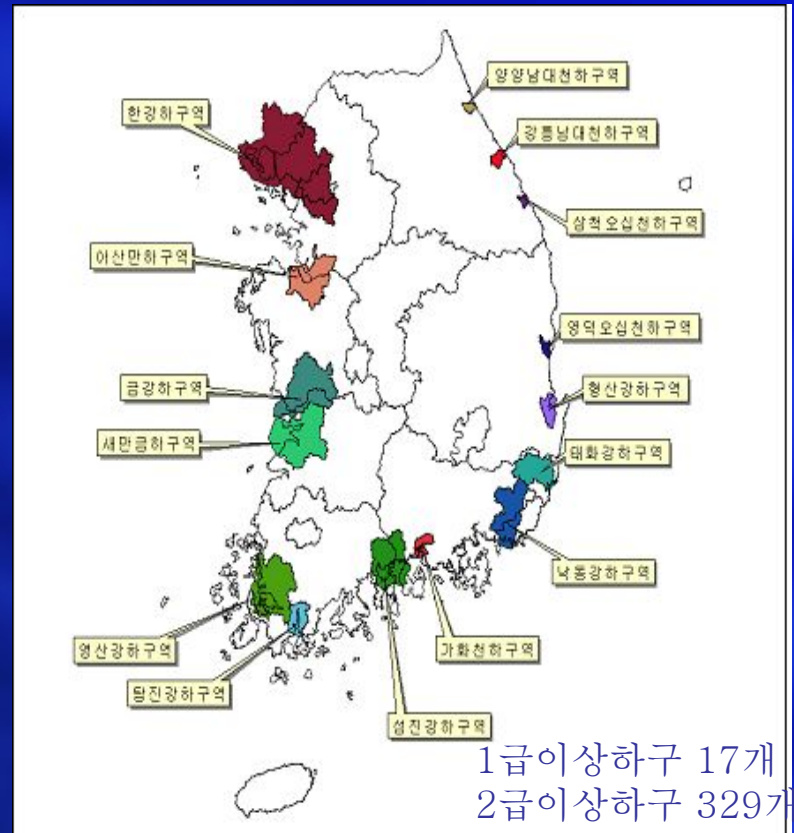 양양남대천하구역
한강하구역
강릉남대천하구역
삼척오십천하구역
아산만하구역
영덕오십천하구역
금강하구역
형산강하구역
새만금하구역
태화강하구역
낙동강하구역
영산강하구역
가화천하구역
탐진강하구역
섬진강하구역
1급이상하구 17개
2급이상하구 329개